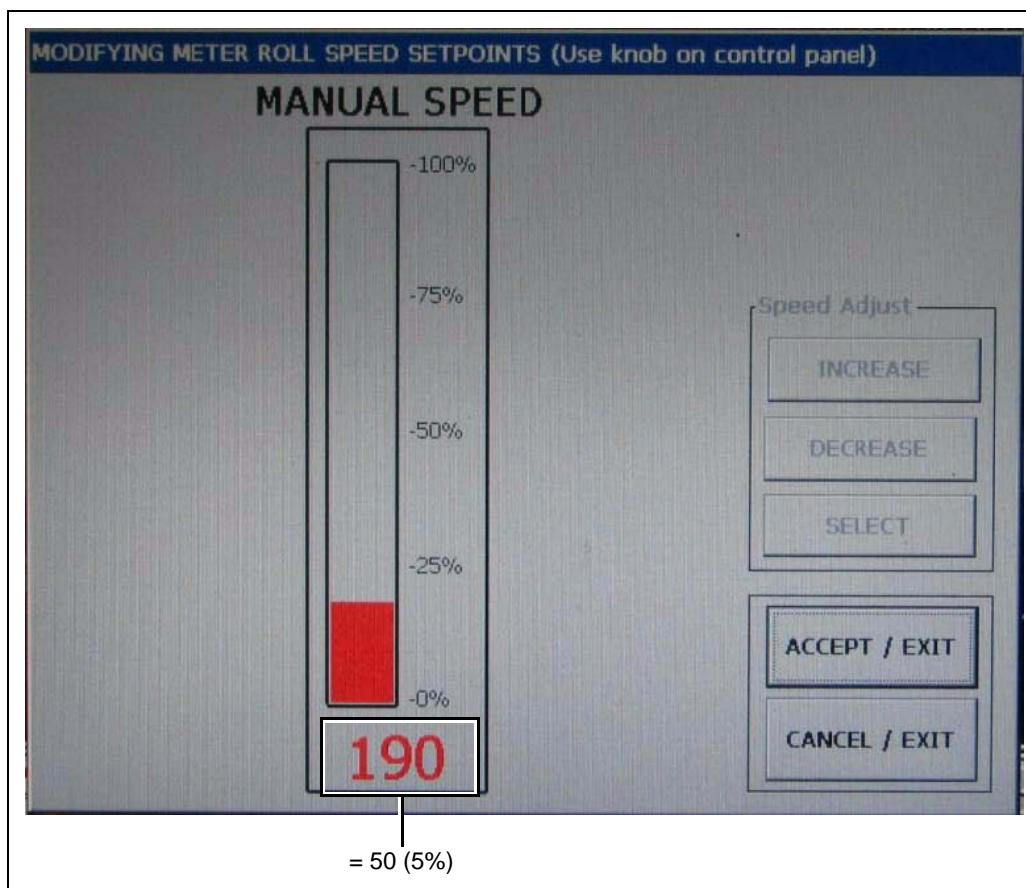 MODIFYING METER ROLL SPEED SETPOINTS (Use knob on control panel)
MANUAL SPEED
-100%
-75%
-50%
-25%
-0%
190
Speed Adjust
INCREASE
DECREASE
SELECT
ACCEPT / EXIT
CANCEL / EXIT
= 50 (5%)